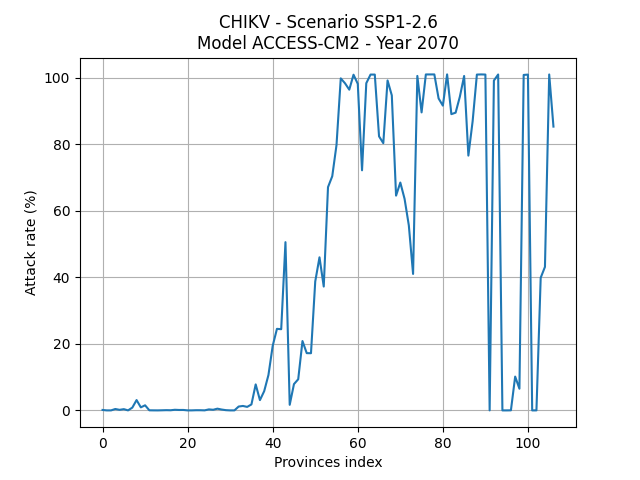 CHIKV - Scenario SSP1-2.6
Model ACCESS-CM2 - Year 2070
100
80
60
40
20
0
Attack rate (%)
0 20 40 60 80 100
Provinces index